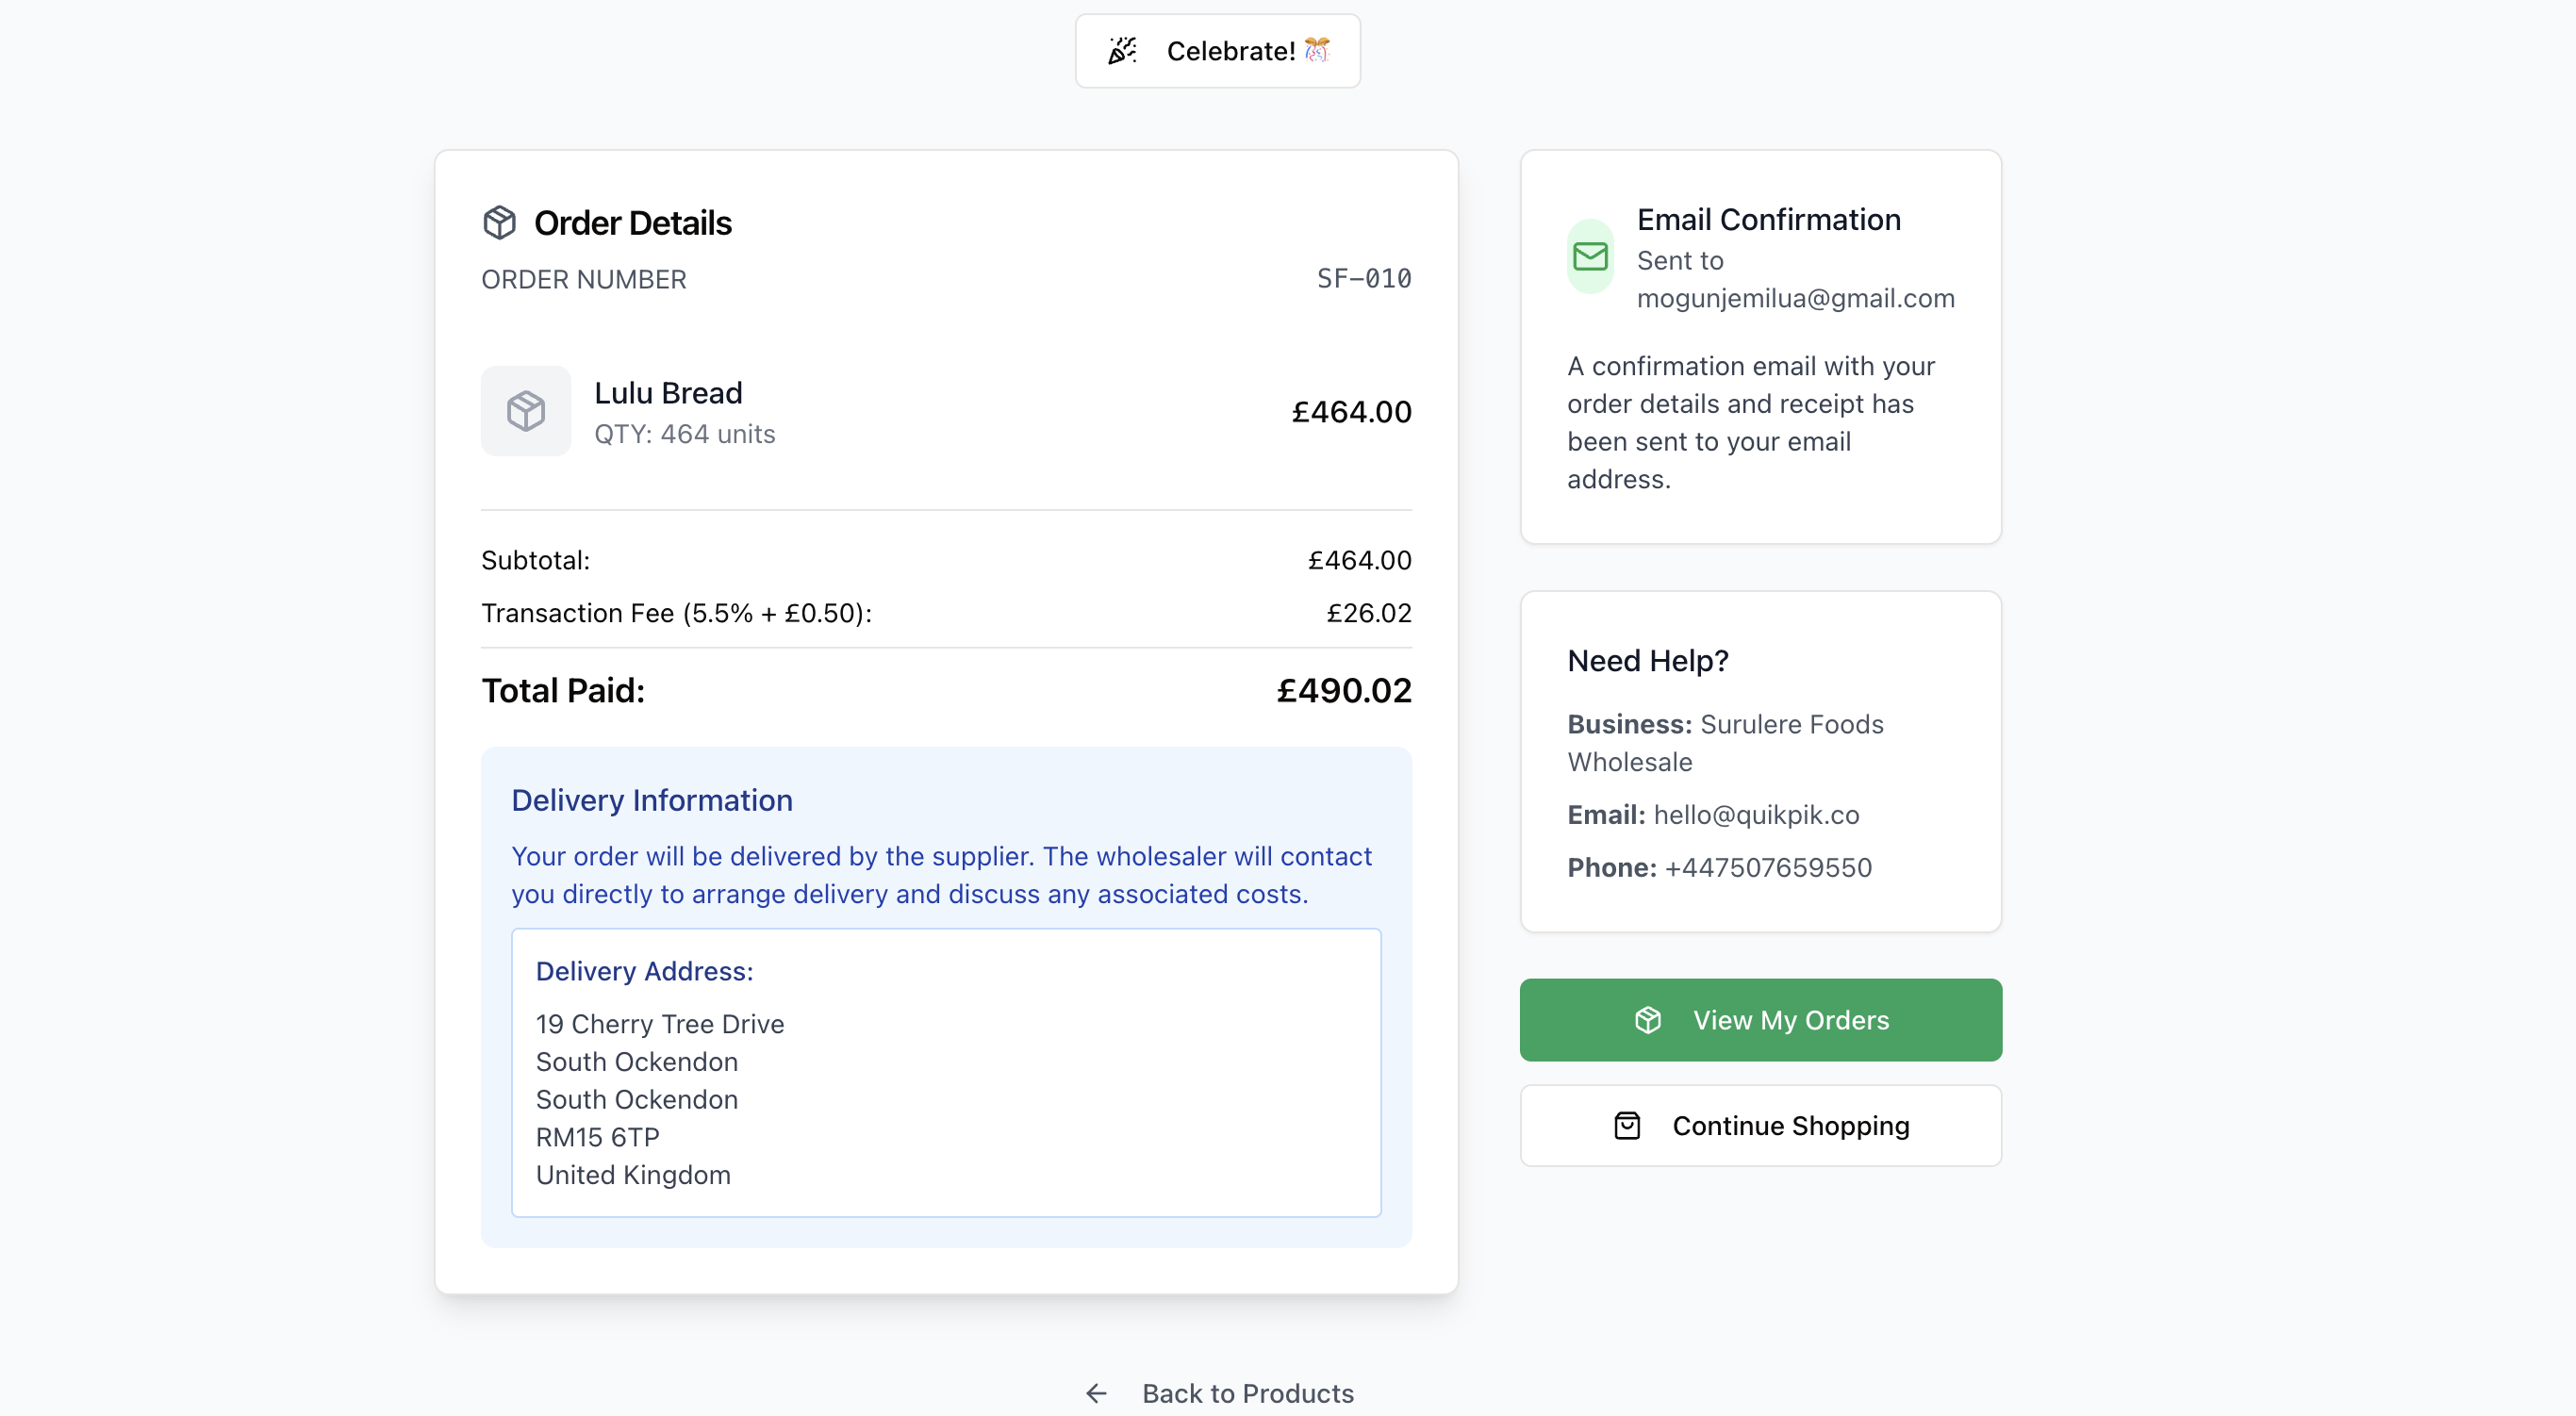 Celebrate! 🎊
Order Details
ORDER NUMBER
SF-010
Lulu Bread
QTY: 464 units
£464.00
Subtotal:
£464.00
Transaction Fee (5.5% + £0.50):
£26.02
Total Paid:
£490.02
Delivery Information
Your order will be delivered by the supplier. The wholesaler will contact
you directly to arrange delivery and discuss any associated costs.
Delivery Address:
19 Cherry Tree Drive
South Ockendon
South Ockendon
RM15 6TP
United Kingdom
Email Confirmation
Sent to
mogunjemilua@gmail.com
A confirmation email with your
order details and receipt has
been sent to your email
address.
Need Help?
Business: Surulere Foods
Wholesale
Email: hello@quikpik.co
Phone: +447507659550
View My Orders
Continue Shopping
Back to Products